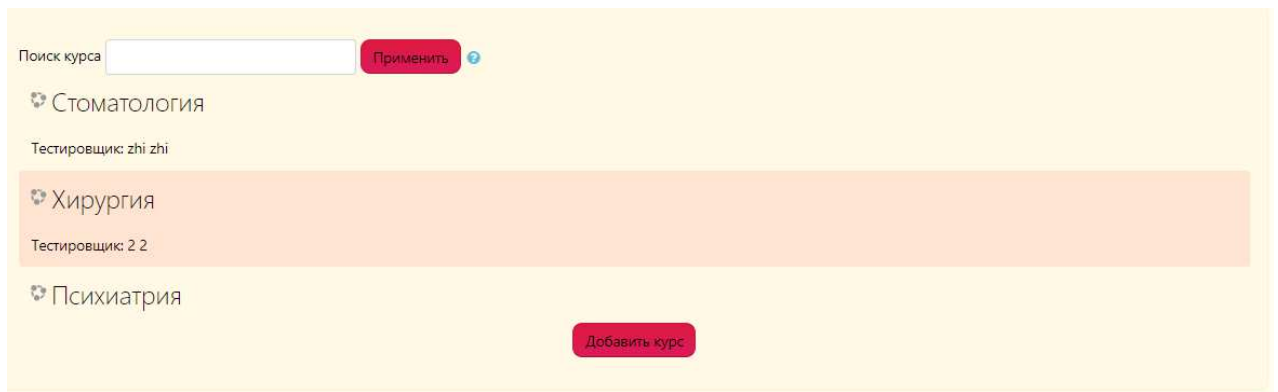 Поиск курса Применить
Стоматология
Тестировщик: zhi zhi
Хирургия
Тестировщик: 2 2
Психиатрия
Добавить курс